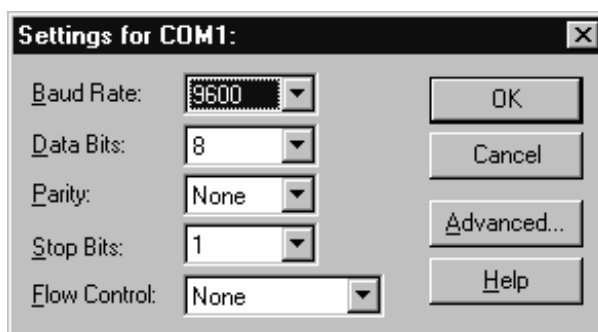 Settings for COM1:
Baud Rate: 9600
OK
Data Bits: 8
Cancel
Parity: None
Advanced...
Stop Bits: 1
Help
Flow Control: None